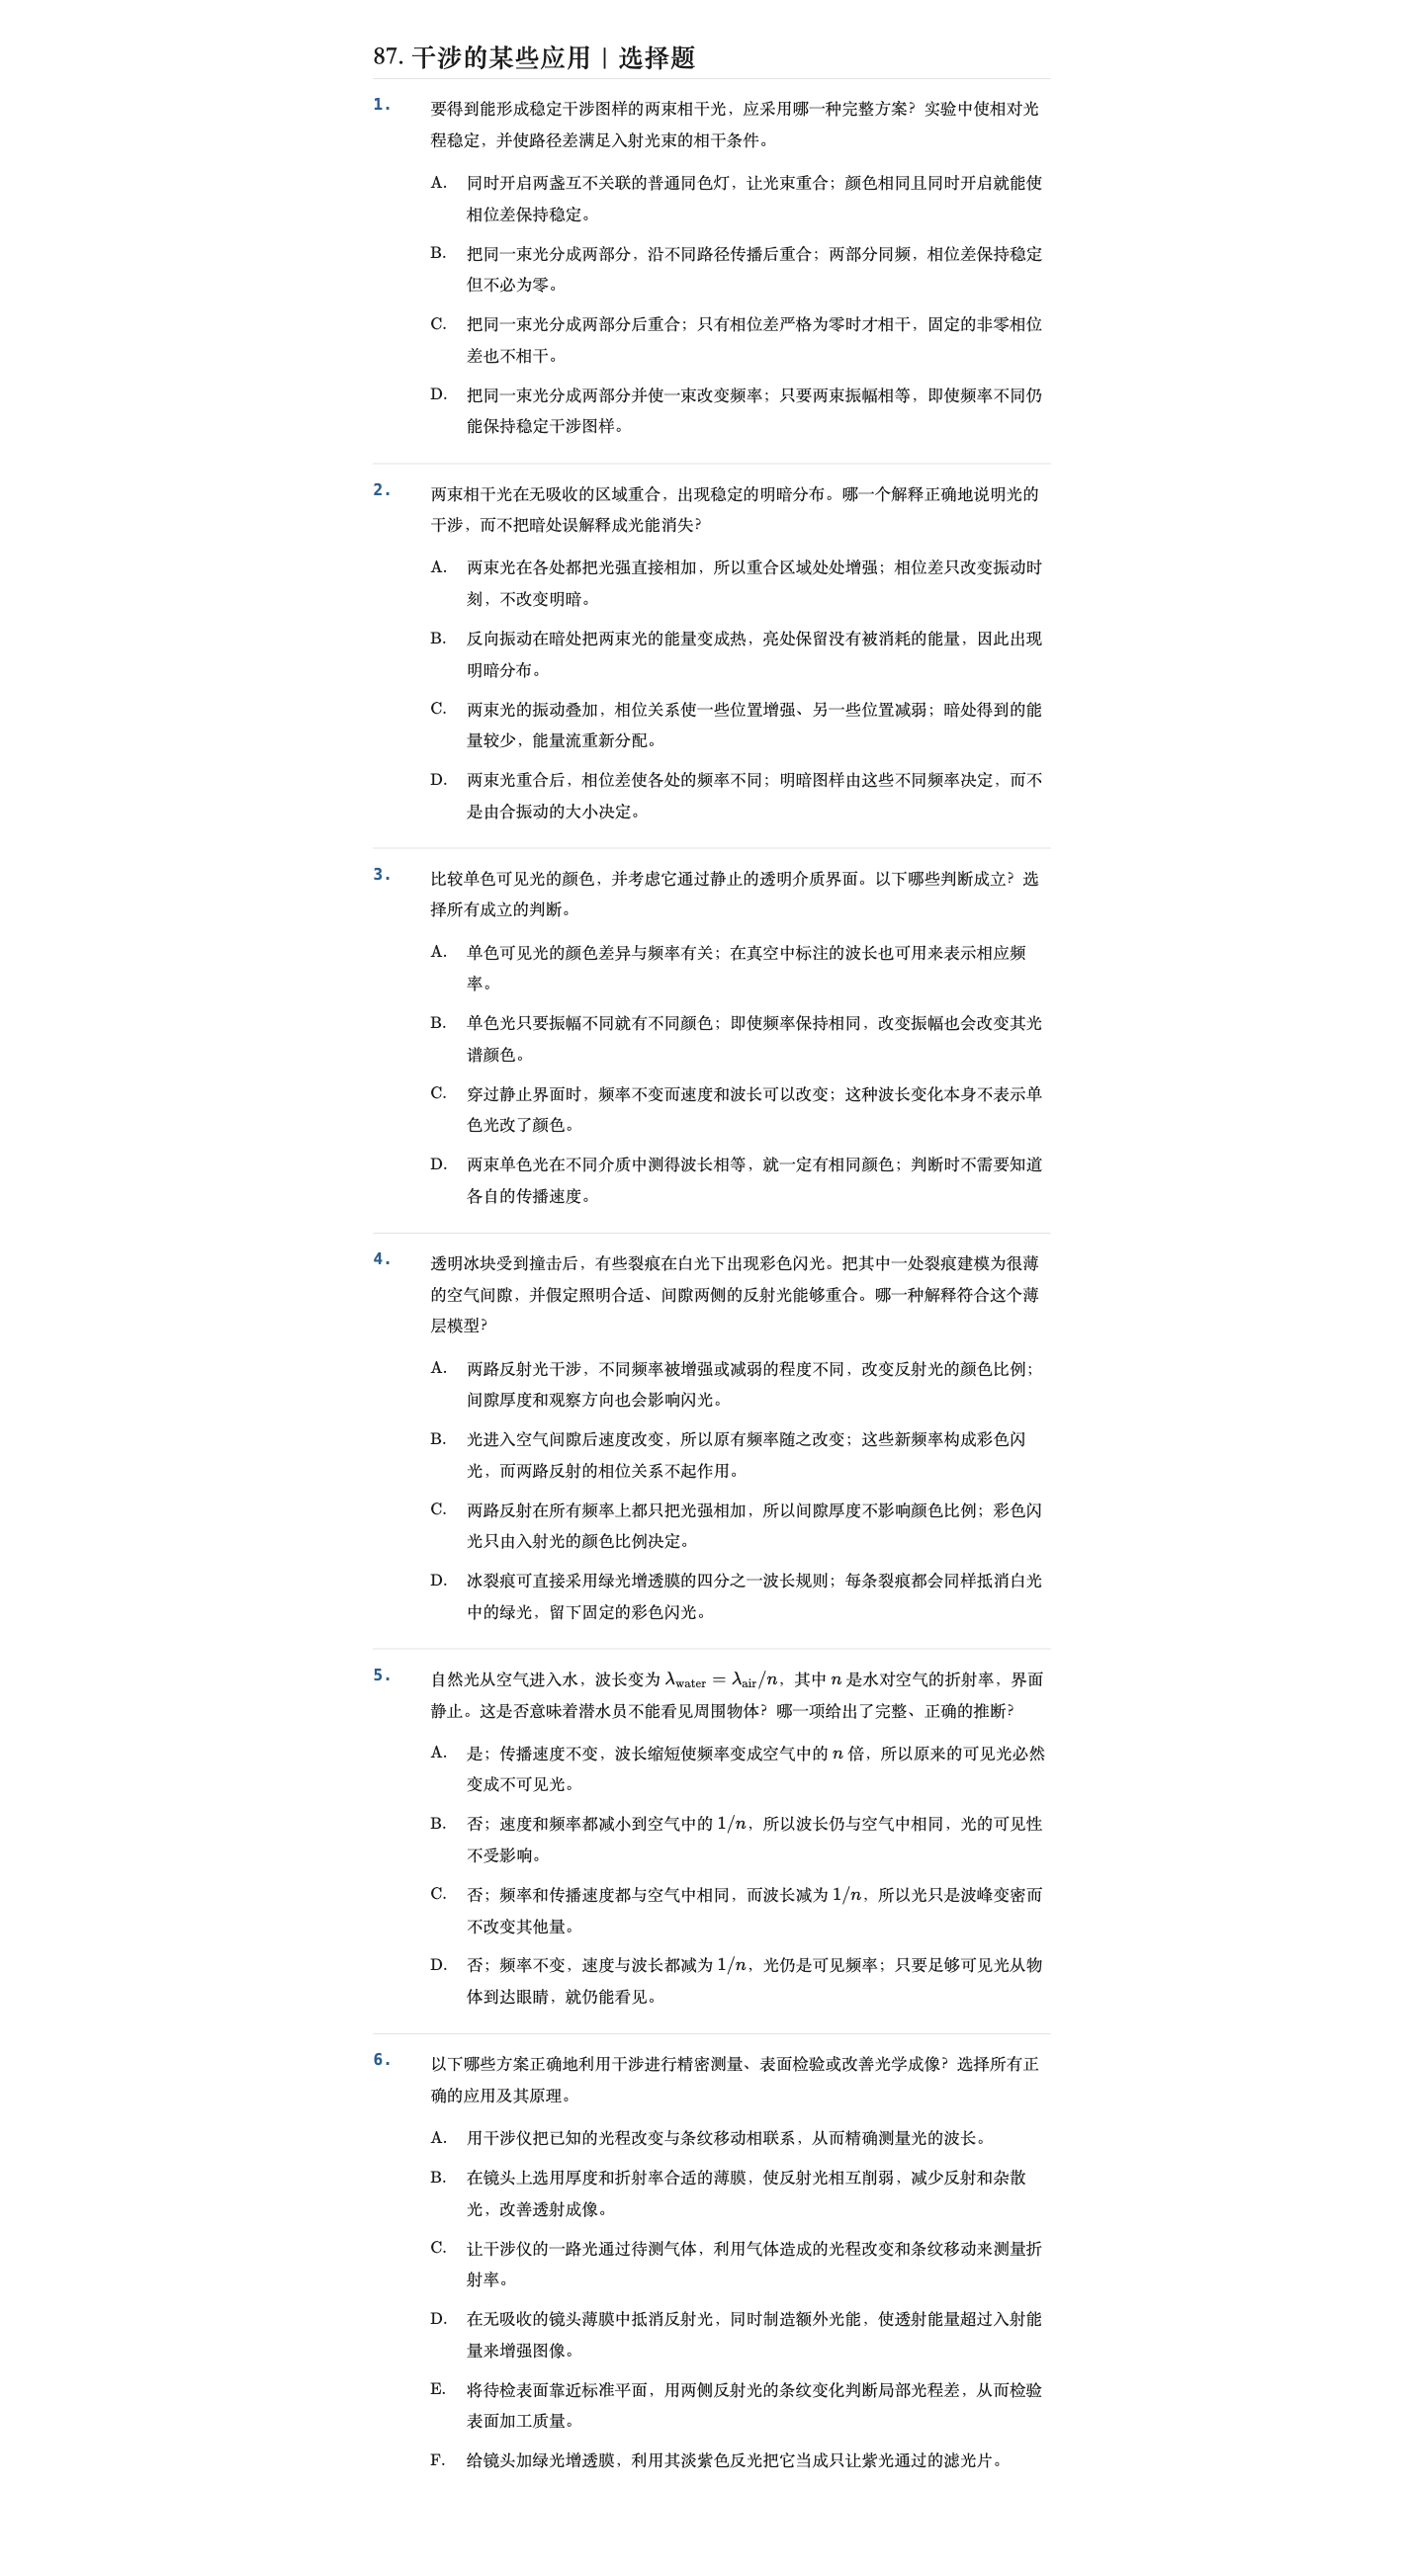 87. 干涉的某些应用 | 选择题
1.
要得到能形成稳定干涉图样的两束相干光，应采用哪一种完整方案？实验中使相对光
程稳定，并使路径差满足入射光束的相干条件。
A. 同时开启两盏互不关联的普通同色灯，让光束重合；颜色相同且同时开启就能使
相位差保持稳定。
B. 把同一束光分成两部分，沿不同路径传播后重合；两部分同频，相位差保持稳定
但不必为零。
C. 把同一束光分成两部分后重合；只有相位差严格为零时才相干，固定的非零相位
差也不相干。
D. 把同一束光分成两部分并使一束改变频率；只要两束振幅相等，即使频率不同仍
能保持稳定干涉图样。
2.
两束相干光在无吸收的区域重合，出现稳定的明暗分布。哪一个解释正确地说明光的
干涉，而不把暗处误解释成光能消失？
A. 两束光在各处都把光强直接相加，所以重合区域处处增强；相位差只改变振动时
刻，不改变明暗。
B. 反向振动在暗处把两束光的能量变成热，亮处保留没有被消耗的能量，因此出现
明暗分布。
C. 两束光的振动叠加，相位关系使一些位置增强、另一些位置减弱；暗处得到的能
量较少，能量流重新分配。
D. 两束光重合后，相位差使各处的频率不同；明暗图样由这些不同频率决定，而不
是由合振动的大小决定。
3.
比较单色可见光的颜色，并考虑它通过静止的透明介质界面。以下哪些判断成立？选
择所有成立的判断。
A. 单色可见光的颜色差异与频率有关；在真空中标注的波长也可用来表示相应频
率。
B. 单色光只要振幅不同就有不同颜色；即使频率保持相同，改变振幅也会改变其光
谱颜色。
C. 穿过静止界面时，频率不变而速度和波长可以改变；这种波长变化本身不表示单
色光改了颜色。
D. 两束单色光在不同介质中测得波长相等，就一定有相同颜色；判断时不需要知道
各自的传播速度。
4.
透明冰块受到撞击后，有些裂痕在白光下出现彩色闪光。把其中一处裂痕建模为很薄
的空气间隙，并假定照明合适、间隙两侧的反射光能够重合。哪一种解释符合这个薄
层模型？
A. 两路反射光干涉，不同频率被增强或减弱的程度不同，改变反射光的颜色比例；
间隙厚度和观察方向也会影响闪光。
B. 光进入空气间隙后速度改变，所以原有频率随之改变；这些新频率构成彩色闪
光，而两路反射的相位关系不起作用。
C. 两路反射在所有频率上都只把光强相加，所以间隙厚度不影响颜色比例；彩色闪
光只由入射光的颜色比例决定。
D. 冰裂痕可直接采用绿光增透膜的四分之一波长规则；每条裂痕都会同样抵消白光
中的绿光，留下固定的彩色闪光。
5.
自然光从空气进入水，波长变为 λ_water = λ_air/n，其中 n 是水对空气的折射率，界面
静止。这是否意味着潜水员不能看见周围物体？哪一项给出了完整、正确的推断？
A. 是；传播速度不变，波长缩短使频率变成空气中的 n 倍，所以原来的可见光必然
变成不可见光。
B. 否；速度和频率都减小到空气中的 1/n，所以波长仍与空气中相同，光的可见性
不受影响。
C. 否；频率和传播速度都与空气中相同，而波长减为 1/n，所以光只是波峰变密而
不改变其他量。
D. 否；频率不变，速度与波长都减为 1/n，光仍是可见频率；只要足够可见光从物
体到达眼睛，就仍能看见。
6.
以下哪些方案正确地利用干涉进行精密测量、表面检验或改善光学成像？选择所有正
确的应用及其原理。
A. 用干涉仪把已知的光程改变与条纹移动相联系，从而精确测量光的波长。
B. 在镜头上选用厚度和折射率合适的薄膜，使反射光相互削弱，减少反射和杂散
光，改善透射成像。
C. 让干涉仪的一路光通过待测气体，利用气体造成的光程改变和条纹移动来测量折
射率。
D. 在无吸收的镜头薄膜中抵消反射光，同时制造额外光能，使透射能量超过入射能
量来增强图像。
E. 将待检表面靠近标准平面，用两侧反射光的条纹变化判断局部光程差，从而检验
表面加工质量。
F. 给镜头加绿光增透膜，利用其淡紫色反光把它当成只让紫光通过的滤光片。